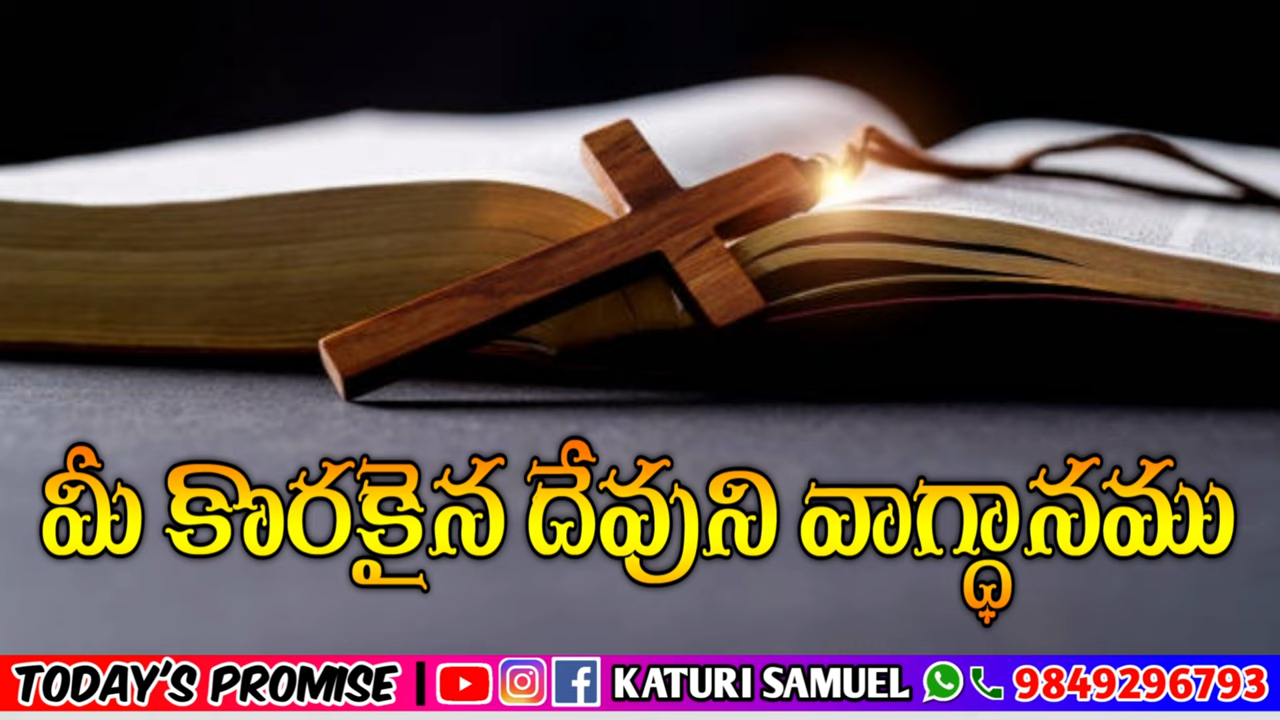 మీ కొరకైన దేవుని వాగ్ధానము
TODAY'S PROMISE | KATURI SAMUEL 9849296793